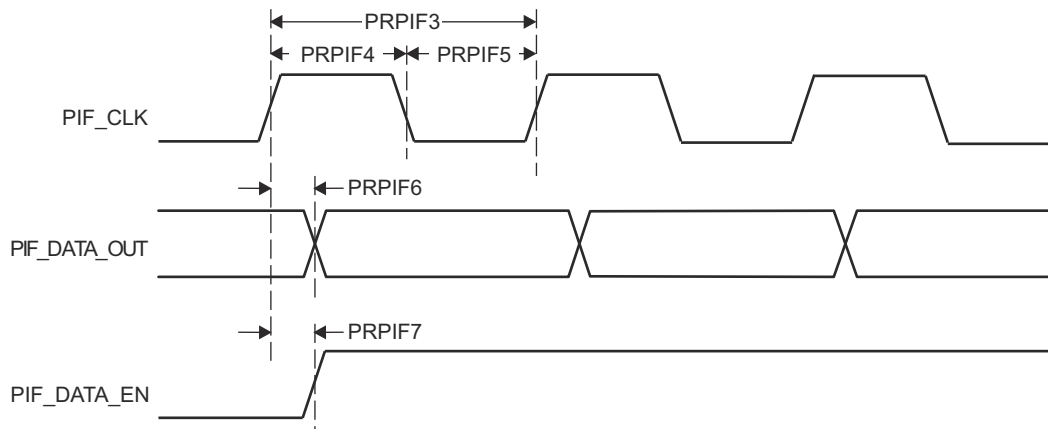 PRPIF3
PRPIF4 PRPIF5
PIF_CLK
PRPIF6
PIF_DATA_OUT
PRPIF7
PIF_DATA_EN